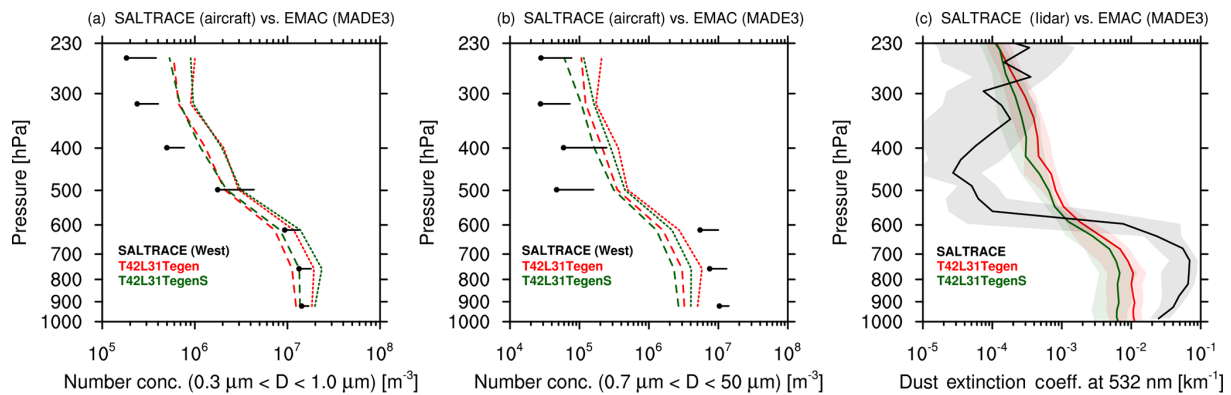 (a) SALTRACE (aircraft) vs. EMAC (MADE3)
230
300
400
500
600
700
800
900
1000
Pressure [hPa]
SALTRACE (West)
T42L31Tegen
T42L31TegenS
10^5 10^6 10^7 10^8
Number conc. (0.3 μm < D < 1.0 μm) [m^-3]
(b) SALTRACE (aircraft) vs. EMAC (MADE3)
230
300
400
500
600
700
800
900
1000
Pressure [hPa]
SALTRACE (West)
T42L31Tegen
T42L31TegenS
10^4 10^5 10^6 10^7 10^8
Number conc. (0.7 μm < D < 50 μm) [m^-3]
(c) SALTRACE (lidar) vs. EMAC (MADE3)
230
300
400
500
600
700
800
900
1000
Pressure [hPa]
SALTRACE
T42L31Tegen
T42L31TegenS
10^-5 10^-4 10^-3 10^-2 10^-1
Dust extinction coeff. at 532 nm [km^-1]